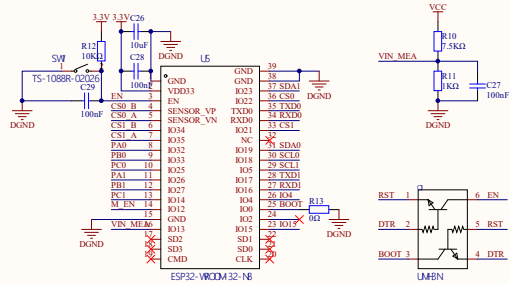 3.3V 3.3V C26
10uF
DGND
SW1
R12
10KΩ
TS-1088R-02026
C28
100nF
C29
100nF
DGND
U5
GND
VDD33
EN
SENSOR_VP
SENSOR_VN
IO34
IO35
IO32
IO33
IO25
IO26
IO27
IO14
IO12
GND
IO13
SD2
SD3
CMD
GND
GND
IO23
IO22
TXD0
RXD0
IO21
NC
IO19
IO18
IO5
IO17
IO16
IO4
IO0
IO2
IO15
SD1
SD0
CLK
1
2
EN 3
CS0_B 4
CS0_A 5
CS1_B 6
CS1_A 7
PA0 8
PB0 9
PC0 10
PA1 11
PB1 12
PC1 13
M_EN 14
15
VIN_MEA 16
17
18
19
DGND
39
38
37 SDA1
36 CS0
35 TXD0
34 RXD0
33 CS1
32
31 SDA0
30 SCL0
29 SCL1
28 TXD1
27 RXD1
26 IO4
25 BOOT
24
23 IO15
22
21
20
DGND
R13
0Ω
DGND
ESP32-WROOM-32-N8
VCC
R10
7.5KΩ
VIN_MEA
R11
1KΩ
C27
100nF
DGND
RST 1
DTR 2
BOOT 3
6 EN
5 RST
4 DTR
UMH3N